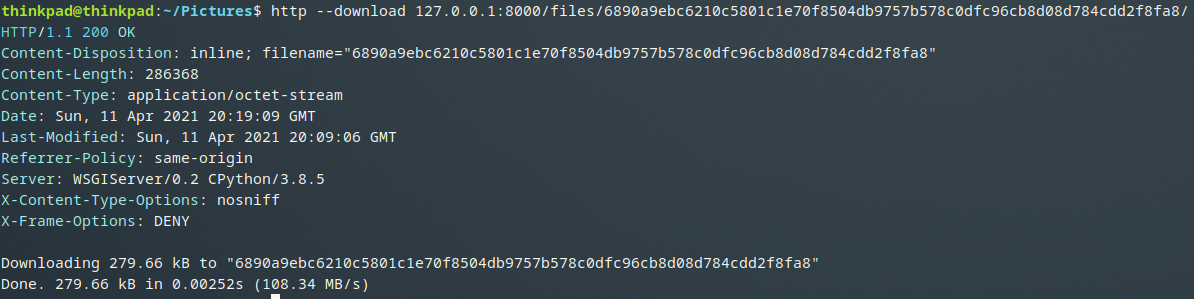 thinkpad@thinkpad:~/Pictures$ http --download 127.0.0.1:8000/files/6890a9ebc6210c5801c1e70f8504db9757b578c0dfc96cb8d08d784cdd2f8fa8/
HTTP/1.1 200 OK
Content-Disposition: inline; filename="6890a9ebc6210c5801c1e70f8504db9757b578c0dfc96cb8d08d784cdd2f8fa8"
Content-Length: 286368
Content-Type: application/octet-stream
Date: Sun, 11 Apr 2021 20:19:09 GMT
Last-Modified: Sun, 11 Apr 2021 20:09:06 GMT
Referrer-Policy: same-origin
Server: WSGIServer/0.2 CPython/3.8.5
X-Content-Type-Options: nosniff
X-Frame-Options: DENY
Downloading 279.66 kB to "6890a9ebc6210c5801c1e70f8504db9757b578c0dfc96cb8d08d784cdd2f8fa8"
Done. 279.66 kB in 0.00252s (108.34 MB/s)